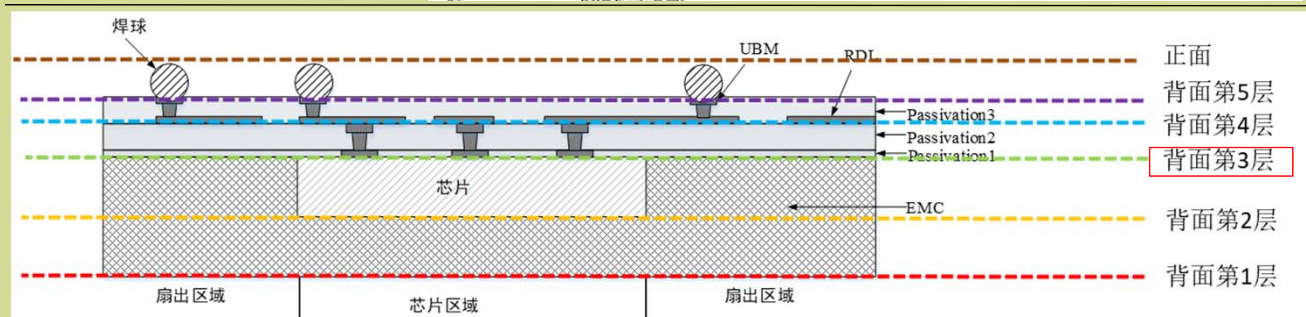 焊球
UBM
RDL
正面
背面第5层
Passivation3
背面第4层
Passivation2
Passivation1
背面第3层
芯片
EMC
背面第2层
背面第1层
扇出区域
芯片区域
扇出区域